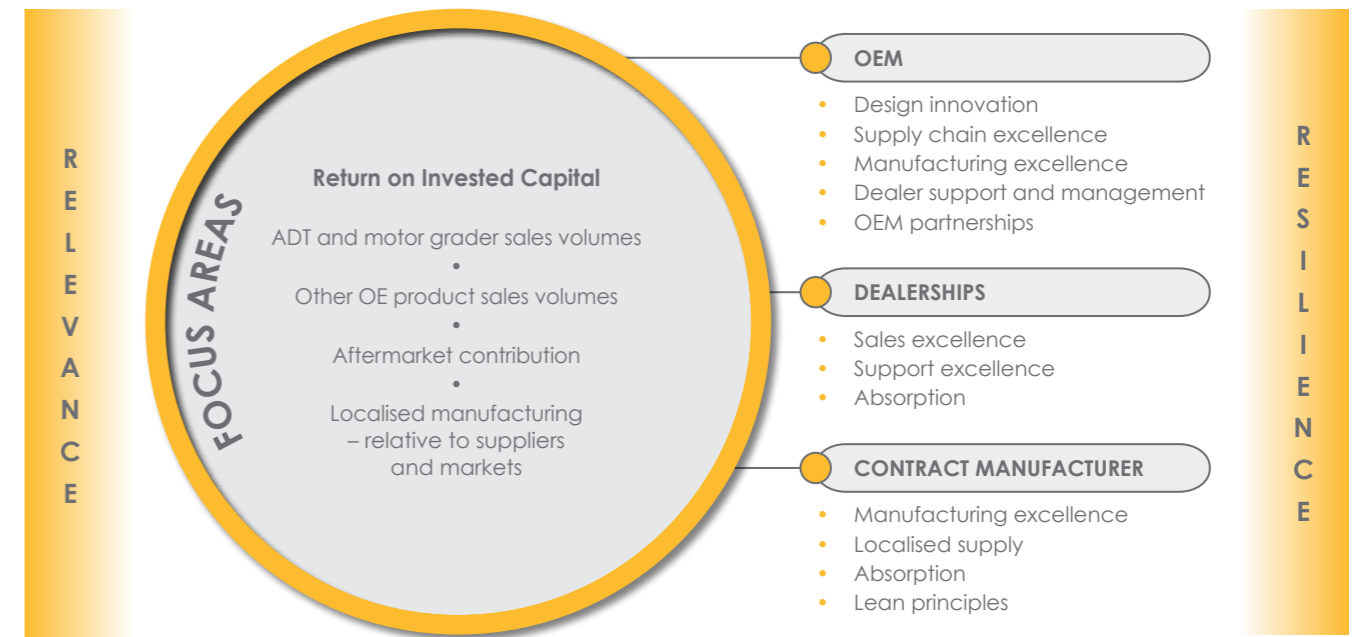 RELEVANCE
FOCUS AREAS
Return on Invested Capital
ADT and motor grader sales volumes
•
Other OE product sales volumes
•
Aftermarket contribution
•
Localised manufacturing
– relative to suppliers
and markets
OEM
• Design innovation
• Supply chain excellence
• Manufacturing excellence
• Dealer support and management
• OEM partnerships
DEALERSHIPS
• Sales excellence
• Support excellence
• Absorption
CONTRACT MANUFACTURER
• Manufacturing excellence
• Localised supply
• Absorption
• Lean principles
RESILIENCE